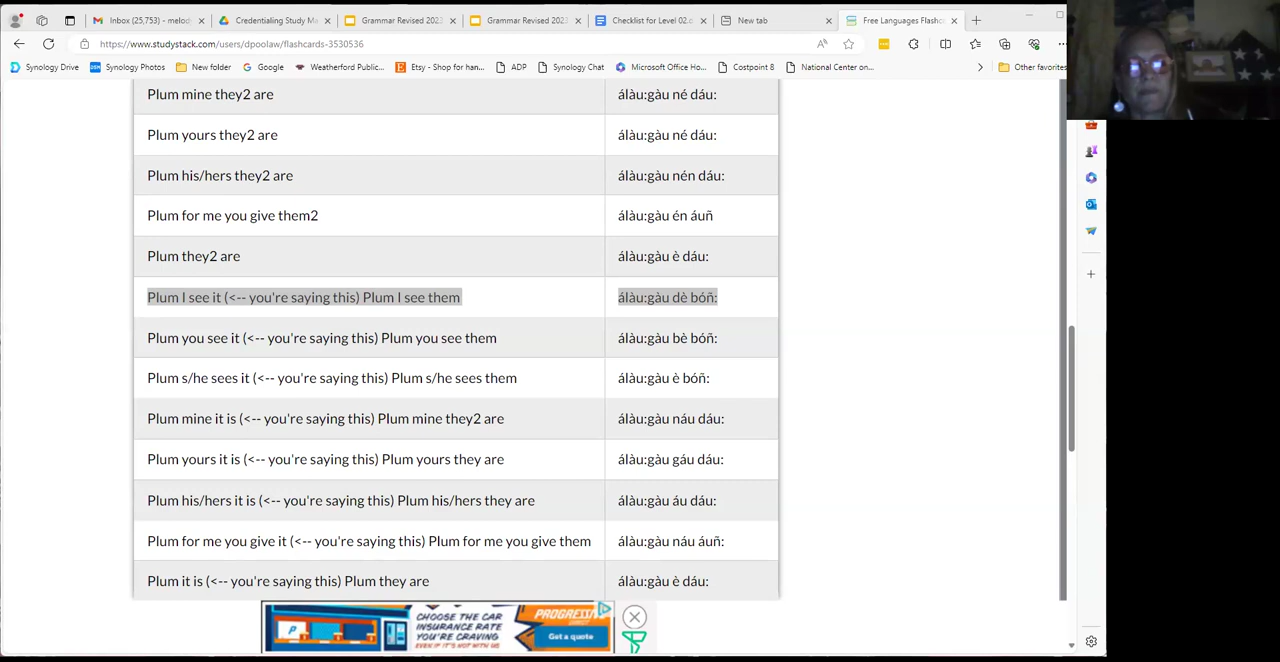 Inbox (25,753) - melod
Credentialing Study Ma
Grammar Revised 2023
Grammar Revised 2023
Checklist for Level 02.o
New tab
Free Languages Flashc
https://www.studystack.com/users/dpoolaw/flashcards-3530536
Synology Drive
Synology Photos
New folder
Google
Weatherford Public...
Etsy - Shop for han...
ADP
Synology Chat
Microsoft Office Ho...
Costpoint 8
National Center on...
Other favorites
Plum mine they2 are álàu:gàu né dáu:
Plum yours they2 are álàu:gàu né dáu:
Plum his/hers they2 are álàu:gàu nén dáu:
Plum for me you give them2 álàu:gàu én áuñ
Plum they2 are álàu:gàu è dáu:
Plum I see it (<-- you're saying this) Plum I see them álàu:gàu dè bóñ:
Plum you see it (<-- you're saying this) Plum you see them álàu:gàu bè bóñ:
Plum s/he sees it (<-- you're saying this) Plum s/he sees them álàu:gàu è bóñ:
Plum mine it is (<-- you're saying this) Plum mine they2 are álàu:gàu náu dáu:
Plum yours it is (<-- you're saying this) Plum yours they are álàu:gàu gáu dáu:
Plum his/hers it is (<-- you're saying this) Plum his/hers they are álàu:gàu áu dáu:
Plum for me you give it (<-- you're saying this) Plum for me you give them álàu:gàu náu áuñ:
Plum it is (<-- you're saying this) Plum they are álàu:gàu è dáu:
CHOOSE THE CAR
INSURANCE RATE
YOU'RE CRAVING
EVEN IF IT'S NOT WITH US.
PROGRESSIVE
DIRECT
Get a quote